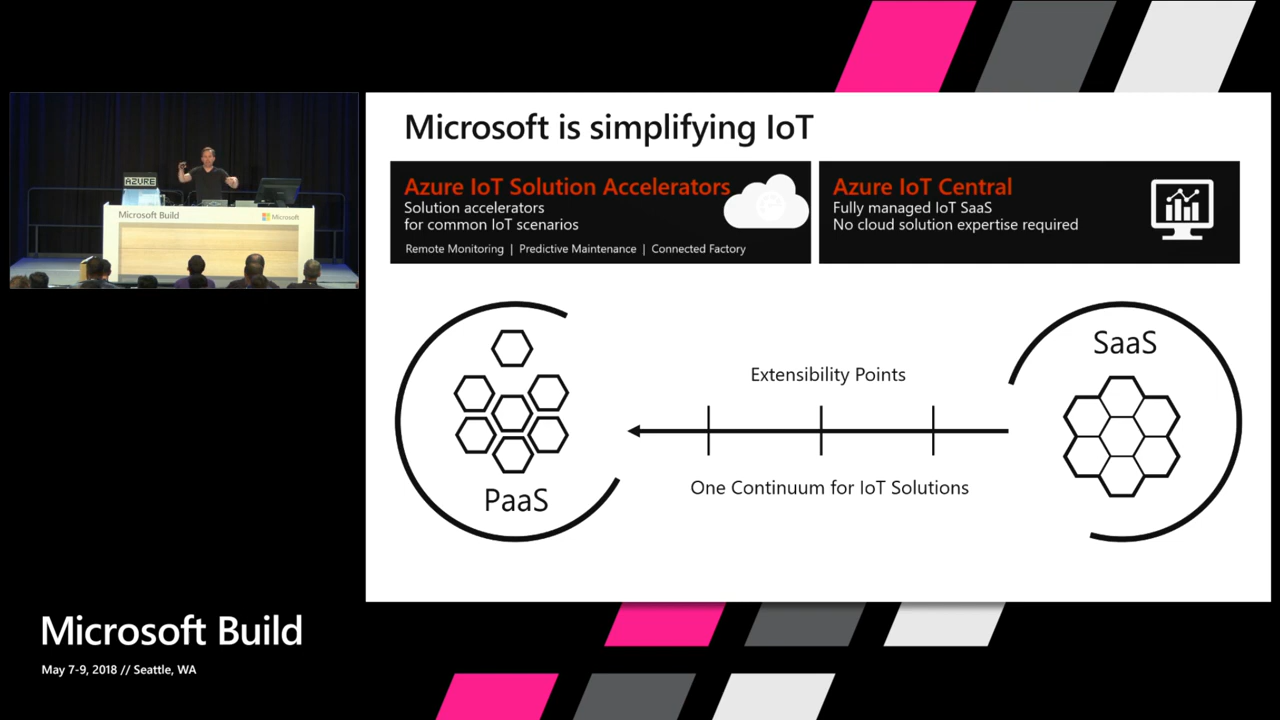 Microsoft is simplifying IoT
Azure IoT Solution Accelerators
Solution accelerators
for common IoT scenarios
Remote Monitoring | Predictive Maintenance | Connected Factory
Azure IoT Central
Fully managed IoT SaaS
No cloud solution expertise required
AZURE
Microsoft Build
Microsoft
PaaS
Extensibility Points
One Continuum for IoT Solutions
SaaS
Microsoft Build
May 7-9, 2018 // Seattle, WA